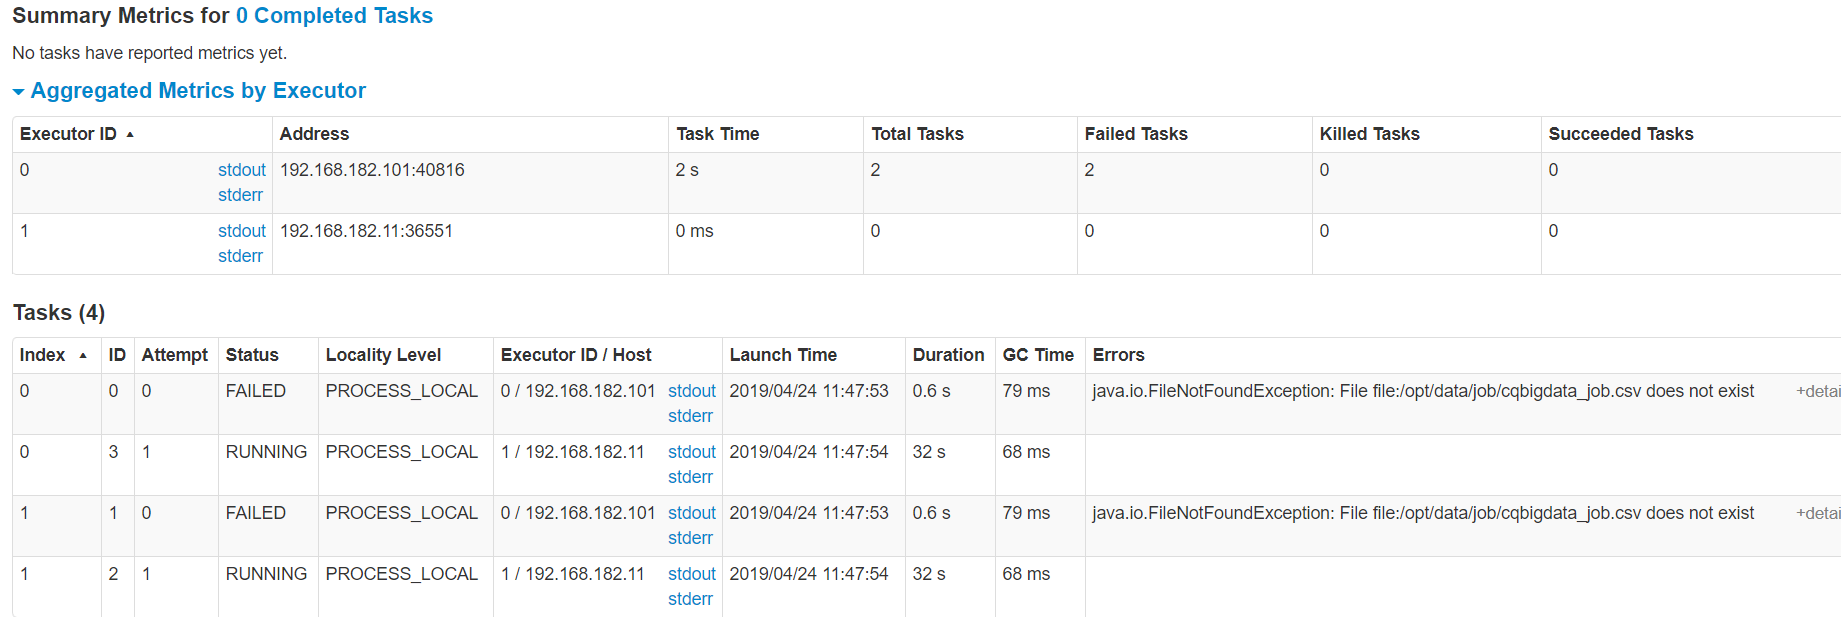 Summary Metrics for 0 Completed Tasks
No tasks have reported metrics yet.
Aggregated Metrics by Executor
Executor ID Address Task Time Total Tasks Failed Tasks Killed Tasks Succeeded Tasks
0 stdout 192.168.182.101:40816 2 s 2 2 0 0
stderr
1 stdout 192.168.182.11:36551 0 ms 0 0 0 0
stderr
Tasks (4)
Index ID Attempt Status Locality Level Executor ID / Host Launch Time Duration GC Time Errors
0 0 0 FAILED PROCESS_LOCAL 0 / 192.168.182.101 stdout 2019/04/24 11:47:53 0.6 s 79 ms java.io.FileNotFoundException: File file:/opt/data/job/cqbigdata_job.csv does not exist +detai
stderr
0 3 1 RUNNING PROCESS_LOCAL 1 / 192.168.182.11 stdout 2019/04/24 11:47:54 32 s 68 ms
stderr
1 1 0 FAILED PROCESS_LOCAL 0 / 192.168.182.101 stdout 2019/04/24 11:47:53 0.6 s 79 ms java.io.FileNotFoundException: File file:/opt/data/job/cqbigdata_job.csv does not exist +detai
stderr
1 2 1 RUNNING PROCESS_LOCAL 1 / 192.168.182.11 stdout 2019/04/24 11:47:54 32 s 68 ms
stderr